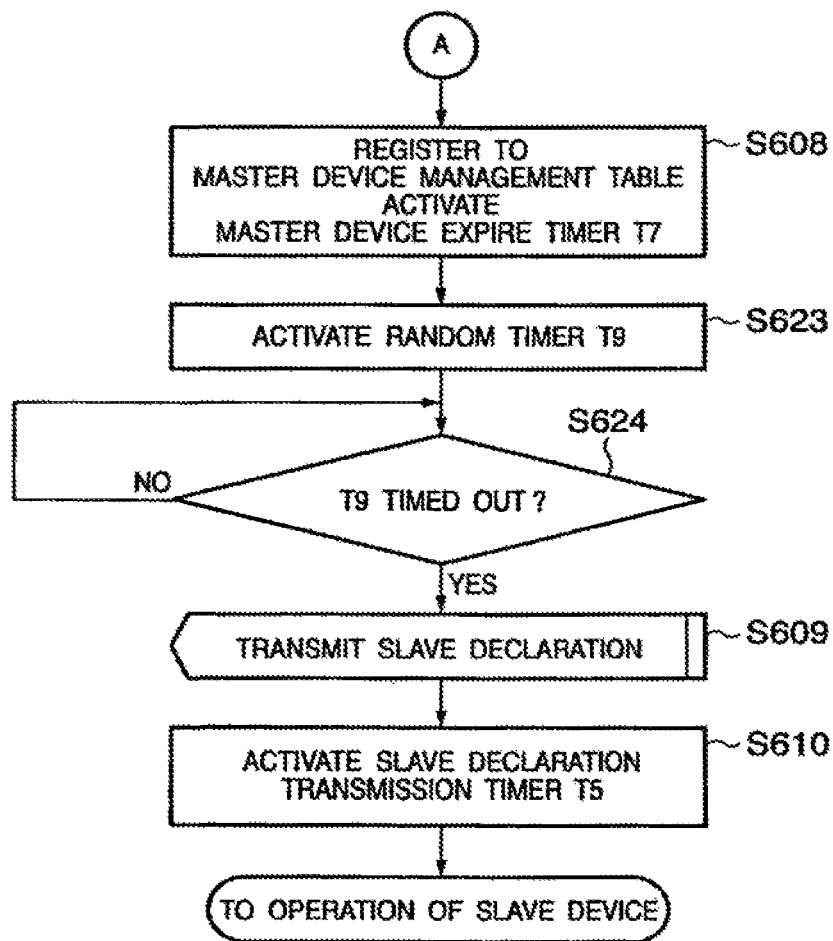 A
REGISTER TO
MASTER DEVICE MANAGEMENT TABLE
ACTIVATE
MASTER DEVICE EXPIRE TIMER T7
S608
ACTIVATE RANDOM TIMER T9
S623
S624
T9 TIMED OUT ?
NO
YES
TRANSMIT SLAVE DECLARATION
S609
ACTIVATE SLAVE DECLARATION
TRANSMISSION TIMER T5
S610
TO OPERATION OF SLAVE DEVICE